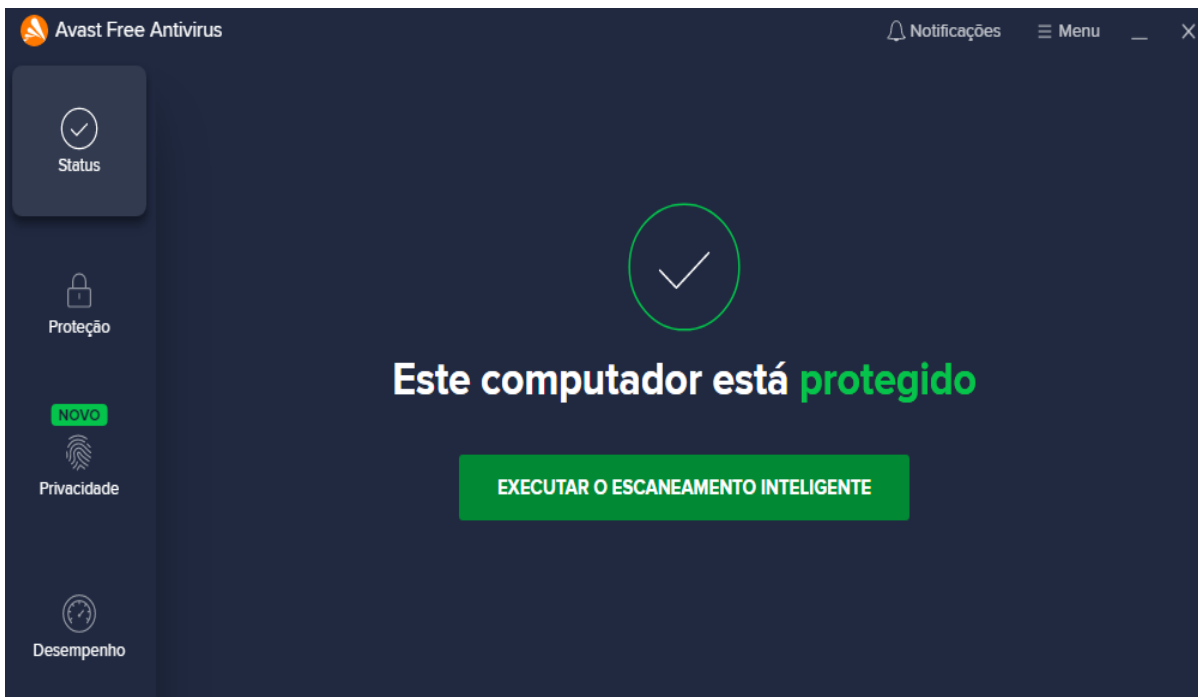 Avast Free Antivirus
Notificações
Menu
Status
Proteção
NOVO
Privacidade
Desempenho
Este computador está protegido
EXECUTAR O ESCANEAMENTO INTELIGENTE